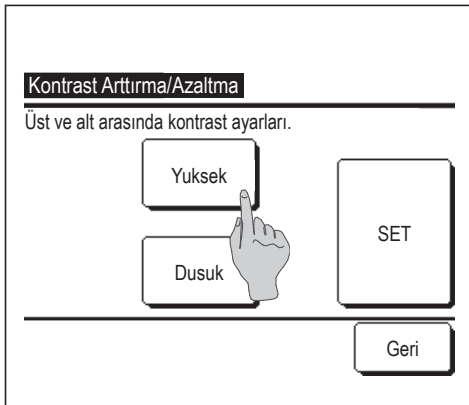 Kontrast Arttırma/Azaltma
Üst ve alt arasında kontrast ayarları.
Yuksek
SET
Dusuk
Geri